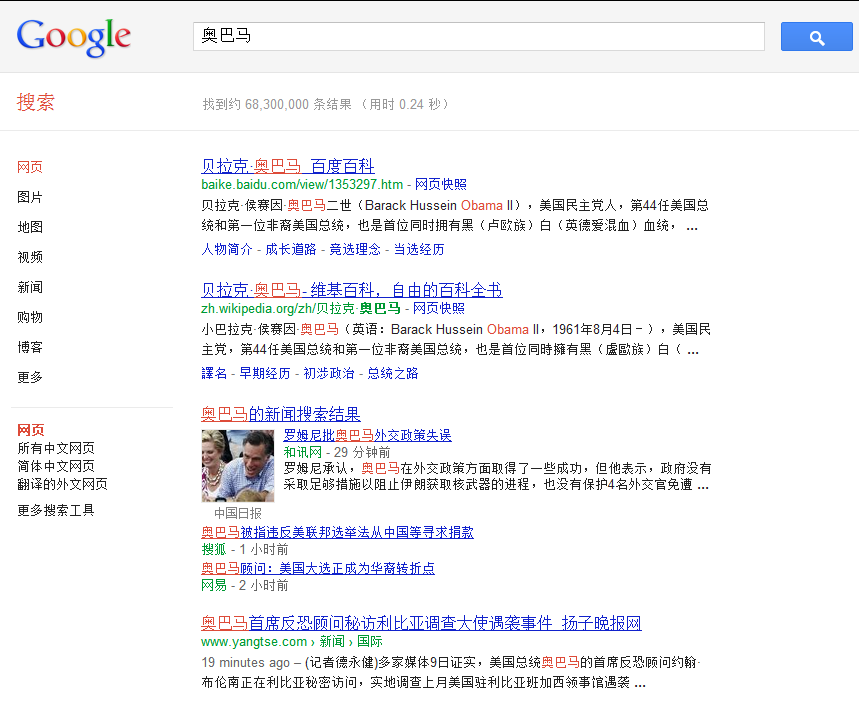 Google
奥巴马
搜索
找到约 68,300,000 条结果 （用时 0.24 秒）
网页
图片
地图
视频
新闻
购物
博客
更多
网页
所有中文网页
简体中文网页
翻译的外文网页
更多搜索工具
贝拉克·奥巴马_百度百科
baike.baidu.com/view/1353297.htm - 网页快照
贝拉克·侯赛因·奥巴马二世（Barack Hussein Obama II），美国民主党人，第44任美国总
统和第一位非裔美国总统，也是首位同时拥有黑（卢欧族）白（英德爱混血）血统， ...
人物简介 - 成长道路 - 竞选理念 - 当选经历
贝拉克·奥巴马- 维基百科，自由的百科全书
zh.wikipedia.org/zh/贝拉克·奥巴马 - 网页快照
小巴拉克·侯赛因·奥巴马（英语：Barack Hussein Obama II，1961年8月4日－），美国民
主党，第44任美国总统和第一位非裔美国总统，也是首位同時擁有黑（盧歐族）白（ ...
譯名 - 早期经历 - 初涉政治 - 总统之路
奥巴马的新闻搜索结果
罗姆尼批奥巴马外交政策失误
和讯网 - 29 分钟前
罗姆尼承认，奥巴马在外交政策方面取得了一些成功，但他表示，政府没有
采取足够措施以阻止伊朗获取核武器的进程，也没有保护4名外交官免遭 ...
中国日报
奥巴马被指违反美联邦选举法从中国等寻求捐款
搜狐 - 1 小时前
奥巴马顾问：美国大选正成为华裔转折点
网易 - 2 小时前
奥巴马首席反恐顾问秘访利比亚调查大使遇袭事件_扬子晚报网
www.yangtse.com › 新闻 › 国际
19 minutes ago – (记者德永健)多家媒体9日证实，美国总统奥巴马的首席反恐顾问约翰·
布伦南正在利比亚秘密访问，实地调查上月美国驻利比亚班加西领事馆遇袭 ...